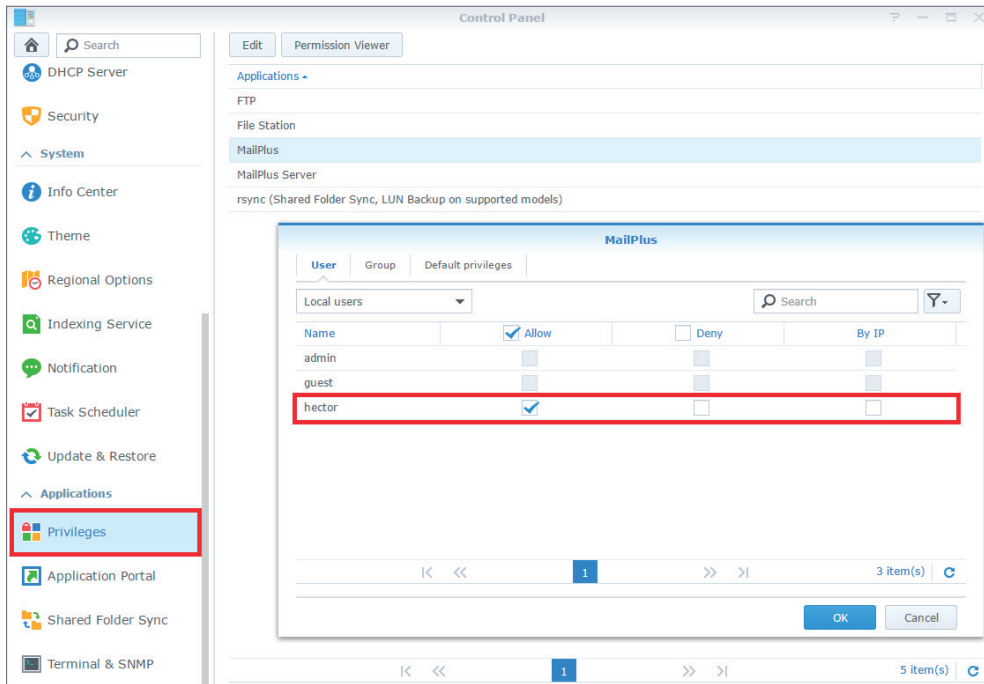 Control Panel
Search
DHCP Server
Security
System
Info Center
Theme
Regional Options
Indexing Service
Notification
Task Scheduler
Update & Restore
Applications
Privileges
Application Portal
Shared Folder Sync
Terminal & SNMP
Edit Permission Viewer
Applications
FTP
File Station
MailPlus
MailPlus Server
rsync (Shared Folder Sync, LUN Backup on supported models)
MailPlus
User Group Default privileges
Local users Search
Name Allow Deny By IP
admin
guest
hector
1 3 item(s)
OK Cancel
1 5 item(s)